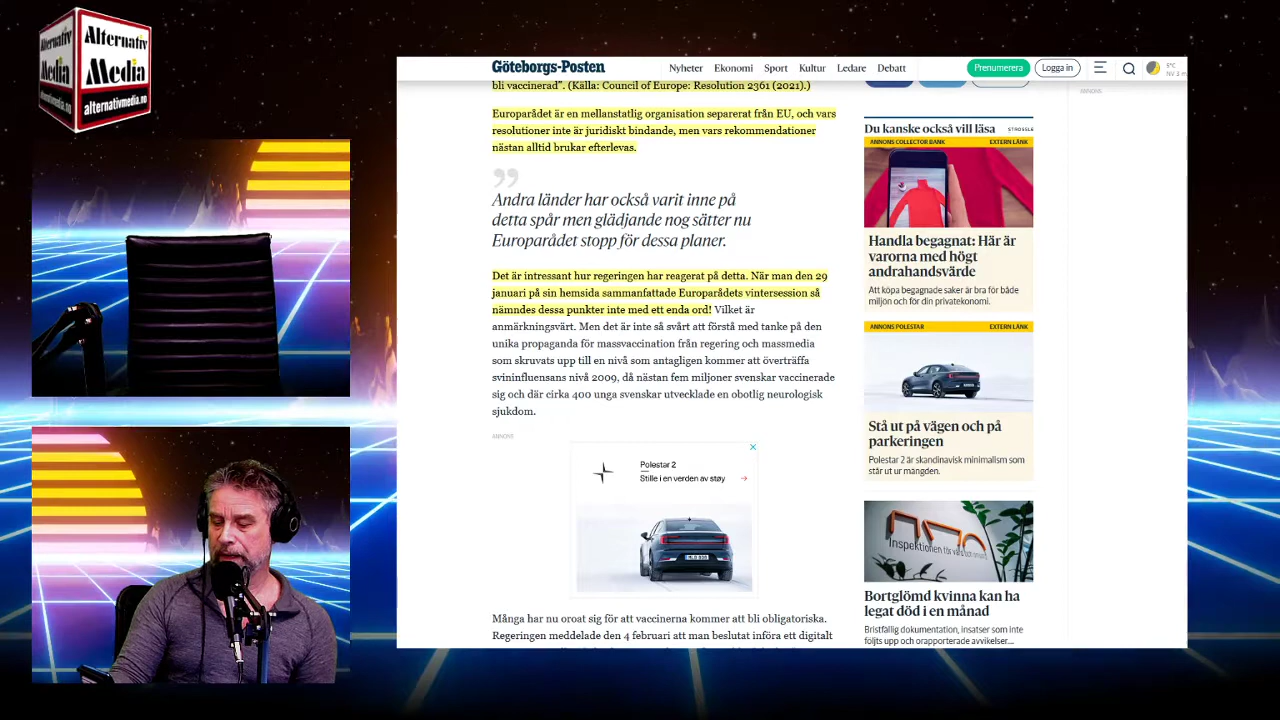 Alternativ
Media
Alternativ
Media
alternativmedia.no
Göteborgs-Posten
Nyheter Ekonomi Sport Kultur Ledare Debatt
Prenumerera
Logga in
5°C
bli vaccinerad”. (Källa: Council of Europe: Resolution 2361 (2021).)
Europarådet är en mellanstatlig organisation separerat från EU, och vars
resolutioner inte är juridiskt bindande, men vars rekommendationer
nästan alltid brukar efterlevas.
Andra länder har också varit inne på
detta spår men glädjande nog sätter nu
Europarådet stopp för dessa planer.
Det är intressant hur regeringen har reagerat på detta. När man den 29
januari på sin hemsida sammanfattade Europarådets vintersession så
nämndes dessa punkter inte med ett enda ord! Vilket är
anmärkningsvärt. Men det är inte så svårt att förstå med tanke på den
unika propaganda för massvaccination från regering och massmedia
som skruvats upp till en nivå som antagligen kommer att överträffa
svininfluensans nivå 2009, då nästan fem miljoner svenskar vaccinerade
sig och där cirka 400 unga svenskar utvecklade en obotlig neurologisk
sjukdom.
ANNONS
Polestar 2
Stille i en verden av støy
Många har nu oroat sig för att vaccinerna kommer att bli obligatoriska.
Regeringen meddelade den 4 februari att man beslutat införa ett digitalt
ANNONS
Du kanske också vill läsa
STROSSLE
ANNONS COLLECTOR BANK EXTERN LÄNK
Handla begagnat: Här är
varorna med högt
andrahandsvärde
Att köpa begagnade saker är bra för både
miljön och för din privatekonomi.
ANNONS POLESTAR EXTERN LÄNK
Stå ut på vägen och på
parkeringen
Polestar 2 är skandinavisk minimalism som
står ut ur mängden.
Inspektionen för vård och omsorg
Bortglömd kvinna kan ha
legat död i en månad
Bristfällig dokumentation, insatser som inte
följts upp och orapporterade avvikelser...